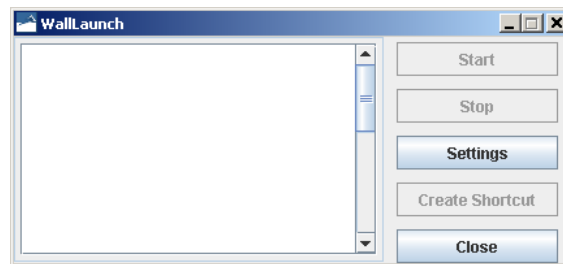 WallLaunch
Start
Stop
Settings
Create Shortcut
Close